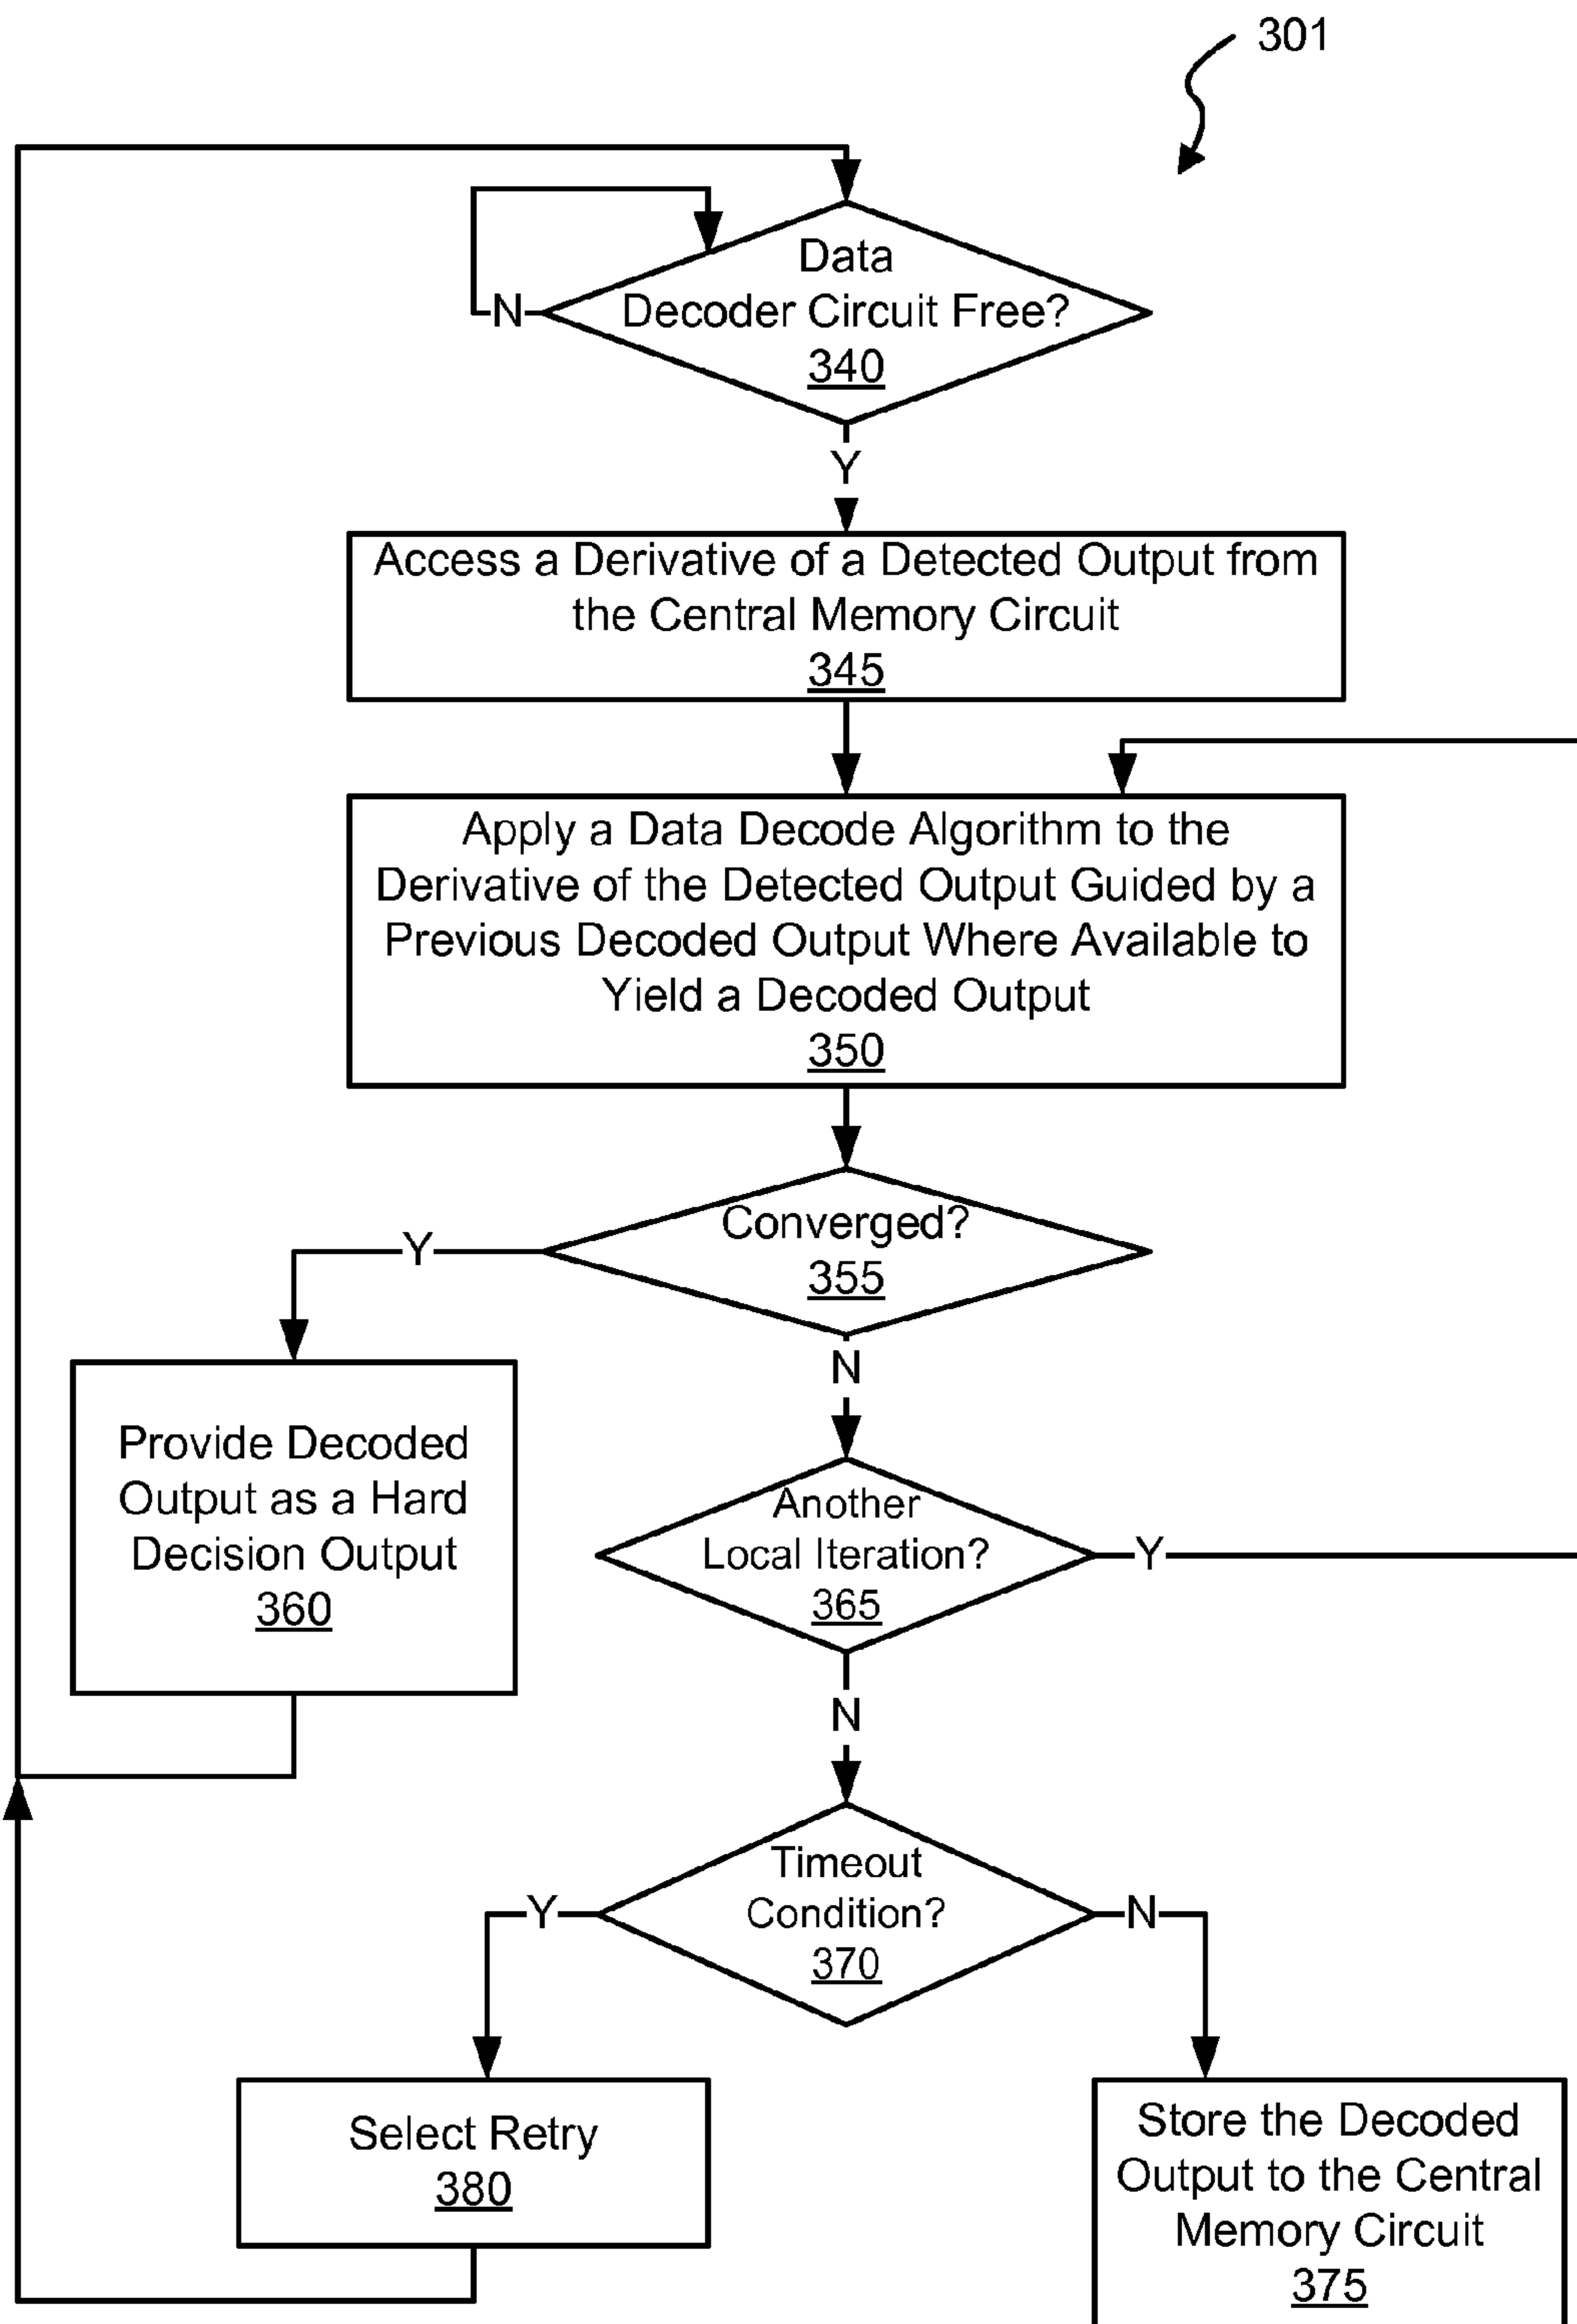 301
Data
Decoder Circuit Free?
340
N
Y
Access a Derivative of a Detected Output from
the Central Memory Circuit
345
Apply a Data Decode Algorithm to the
Derivative of the Detected Output Guided by a
Previous Decoded Output Where Available to
Yield a Decoded Output
350
Converged?
355
Y
N
Provide Decoded
Output as a Hard
Decision Output
360
Another
Local Iteration?
365
Y
N
Timeout
Condition?
370
Y
N
Select Retry
380
Store the Decoded
Output to the Central
Memory Circuit
375